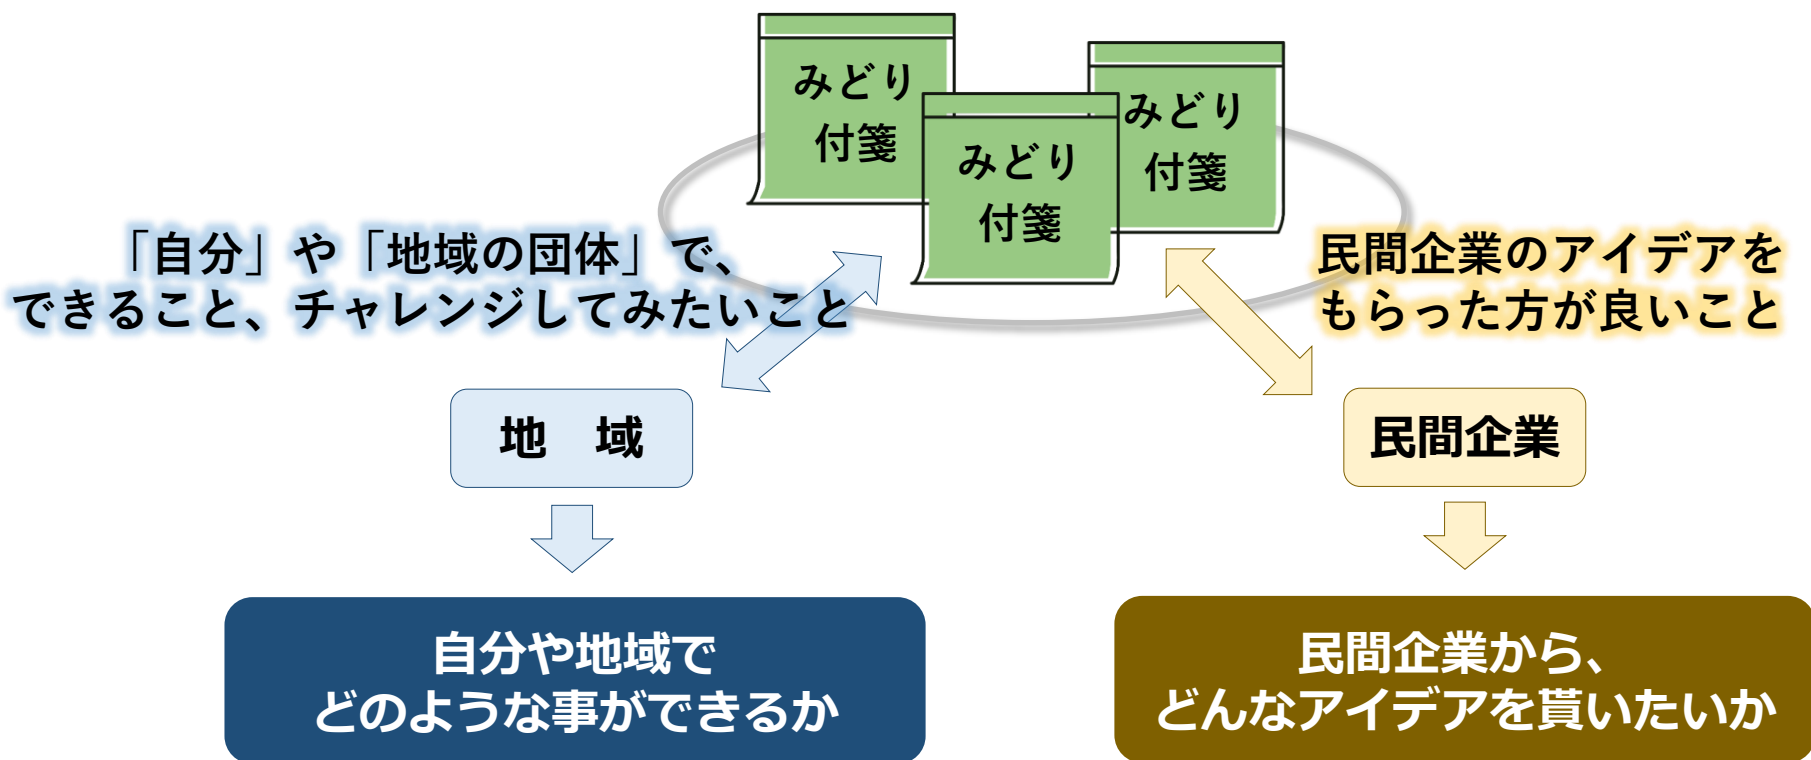 みどり
付箋
みどり
付箋
みどり
付箋
「自分」や「地域の団体」で、
できること、チャレンジしてみたいこと
民間企業のアイデアを
もらった方が良いこと
地　域
民間企業
自分や地域で
どのような事ができるか
民間企業から、
どんなアイデアを貰いたいか